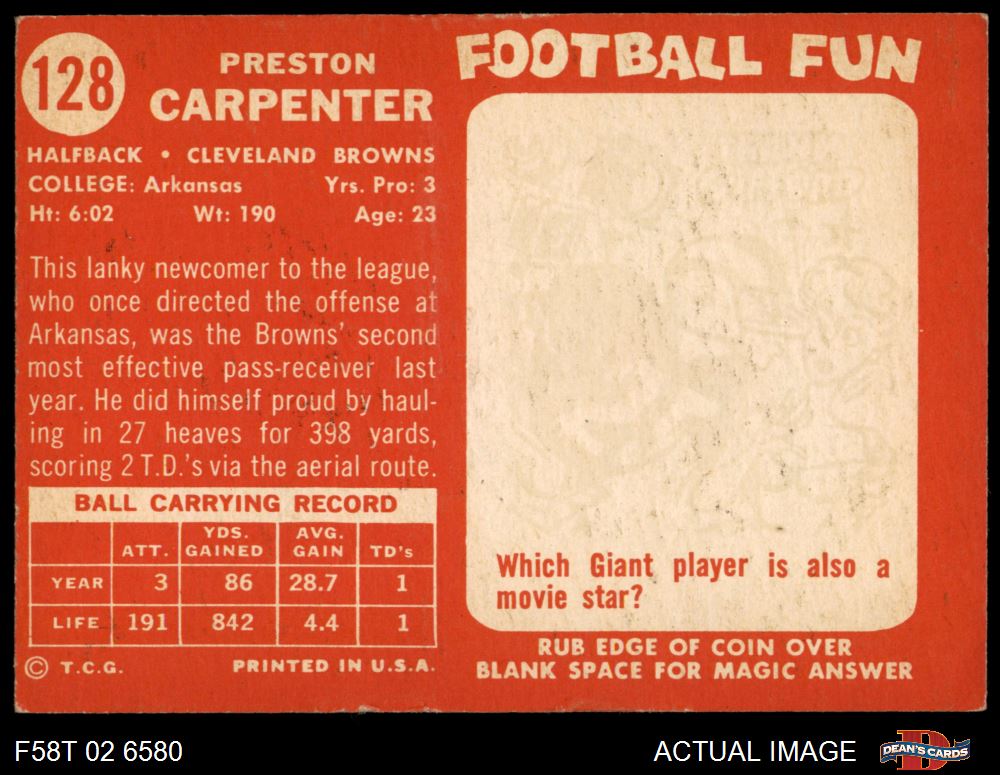 128
PRESTON
CARPENTER
HALFBACK • CLEVELAND BROWNS
COLLEGE: Arkansas Yrs. Pro: 3
Ht: 6:02 Wt: 190 Age: 23
This lanky newcomer to the league,
who once directed the offense at
Arkansas, was the Browns' second
most effective pass-receiver last
year. He did himself proud by haul-
ing in 27 heaves for 398 yards,
scoring 2 T.D.'s via the aerial route.
BALL CARRYING RECORD
ATT. YDS. GAINED AVG. GAIN TD's
YEAR 3 86 28.7 1
LIFE 191 842 4.4 1
© T.C.G. PRINTED IN U.S.A.
FOOTBALL FUN
Which Giant player is also a
movie star?
RUB EDGE OF COIN OVER
BLANK SPACE FOR MAGIC ANSWER
F58T 02 6580 ACTUAL IMAGE
D
DEAN'S CARDS